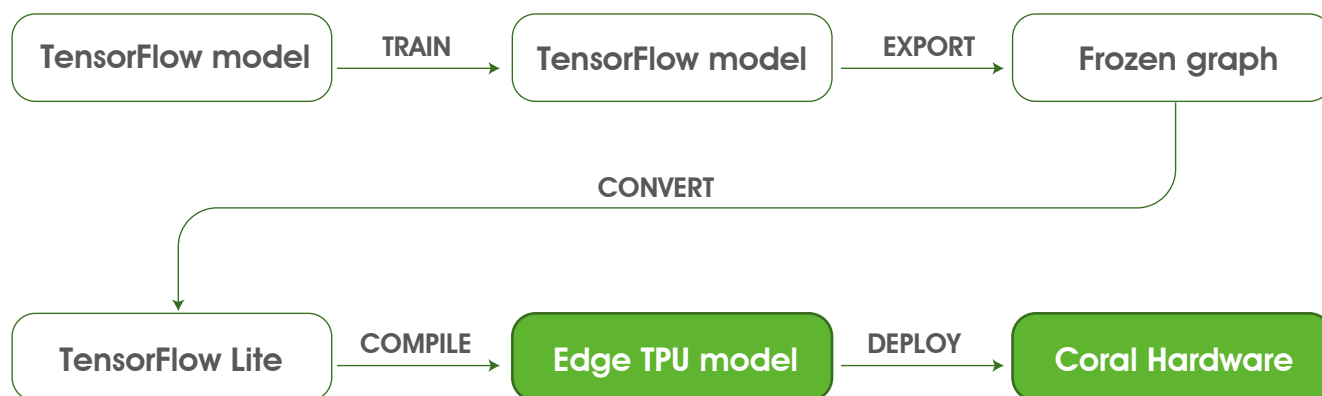 TensorFlow model
TRAIN
TensorFlow model
EXPORT
Frozen graph
CONVERT
TensorFlow Lite
COMPILE
Edge TPU model
DEPLOY
Coral Hardware